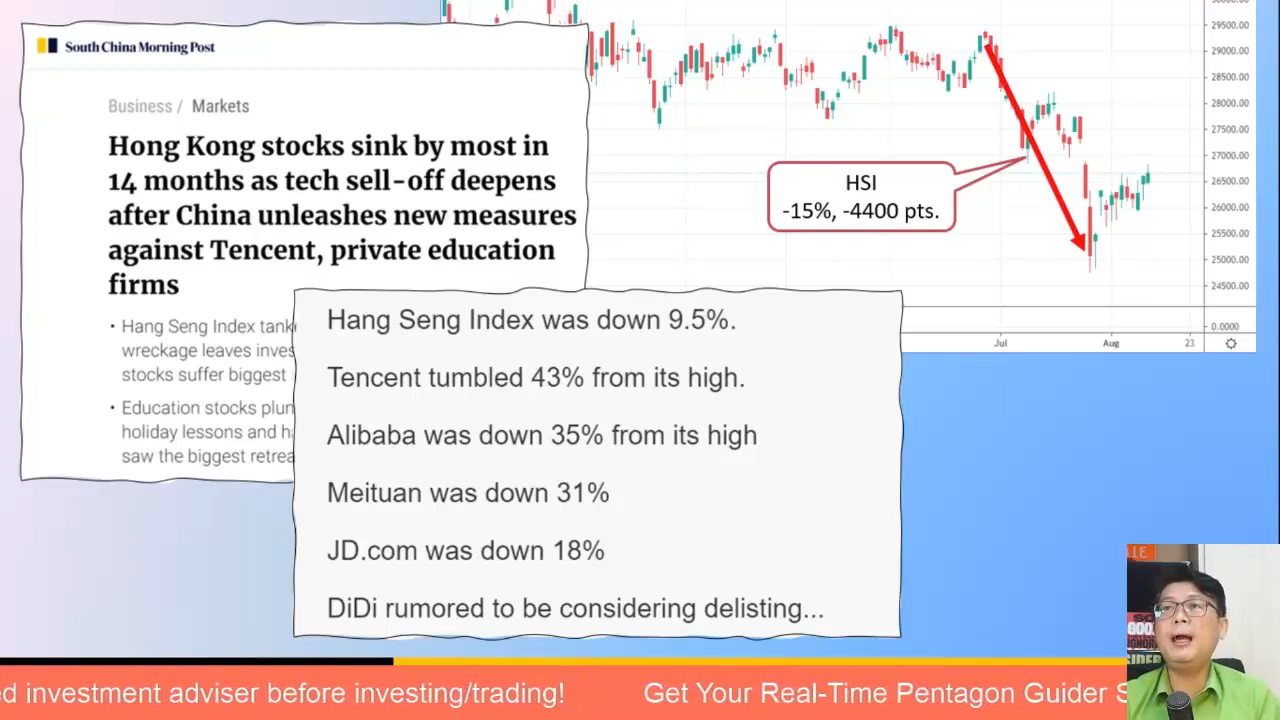 South China Morning Post
Business / Markets
Hong Kong stocks sink by most in
14 months as tech sell-off deepens
after China unleashes new measures
against Tencent, private education
firms
• Hang Seng Index tank
wreckage leaves inves
stocks suffer biggest
• Education stocks plun
holiday lessons and ha
saw the biggest retrea
29500.00
29000.00
28500.00
28000.00
27500.00
27000.00
26500.00
26000.00
25500.00
25000.00
24500.00
0.0000
Jul
Aug
23
HSI
-15%, -4400 pts.
Hang Seng Index was down 9.5%.
Tencent tumbled 43% from its high.
Alibaba was down 35% from its high
Meituan was down 31%
JD.com was down 18%
DiDi rumored to be considering delisting...
ed investment adviser before investing/trading!
Get Your Real-Time Pentagon Guider S